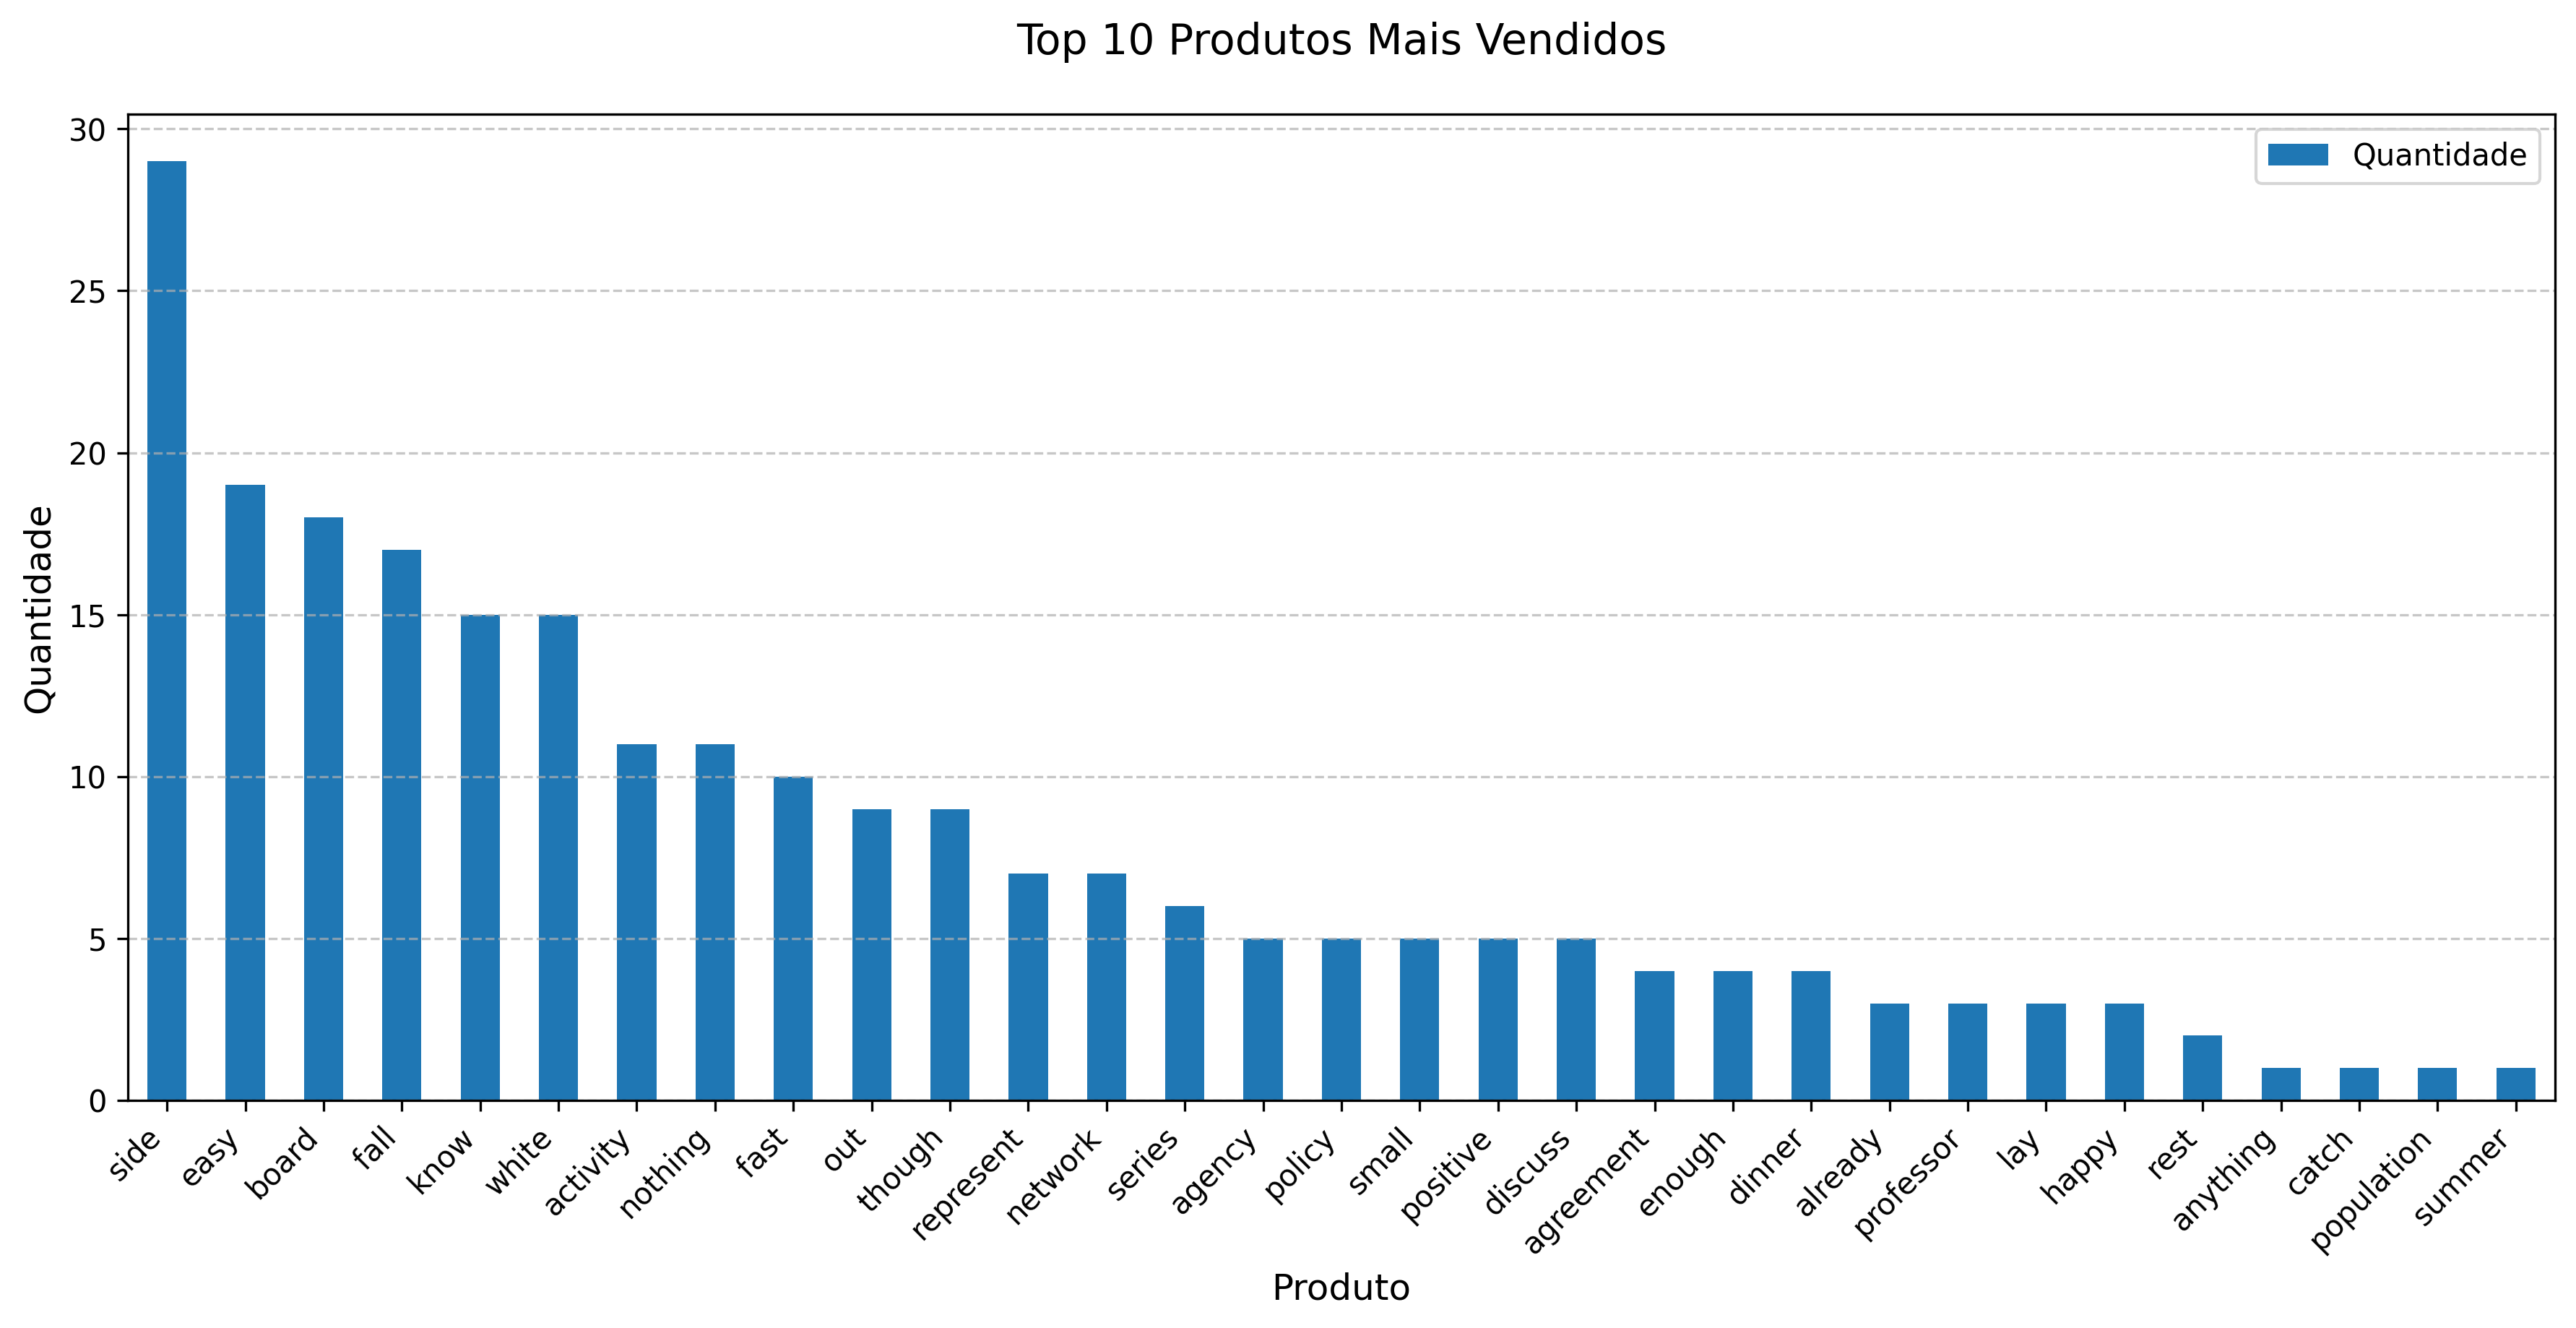 Top 10 Produtos Mais Vendidos
Quantidade
30
25
20
15
10
5
0
Quantidade
side
easy
board
fall
know
white
activity
nothing
fast
out
though
represent
network
series
agency
policy
small
positive
discuss
agreement
enough
dinner
already
professor
lay
happy
rest
anything
catch
population
summer
Produto